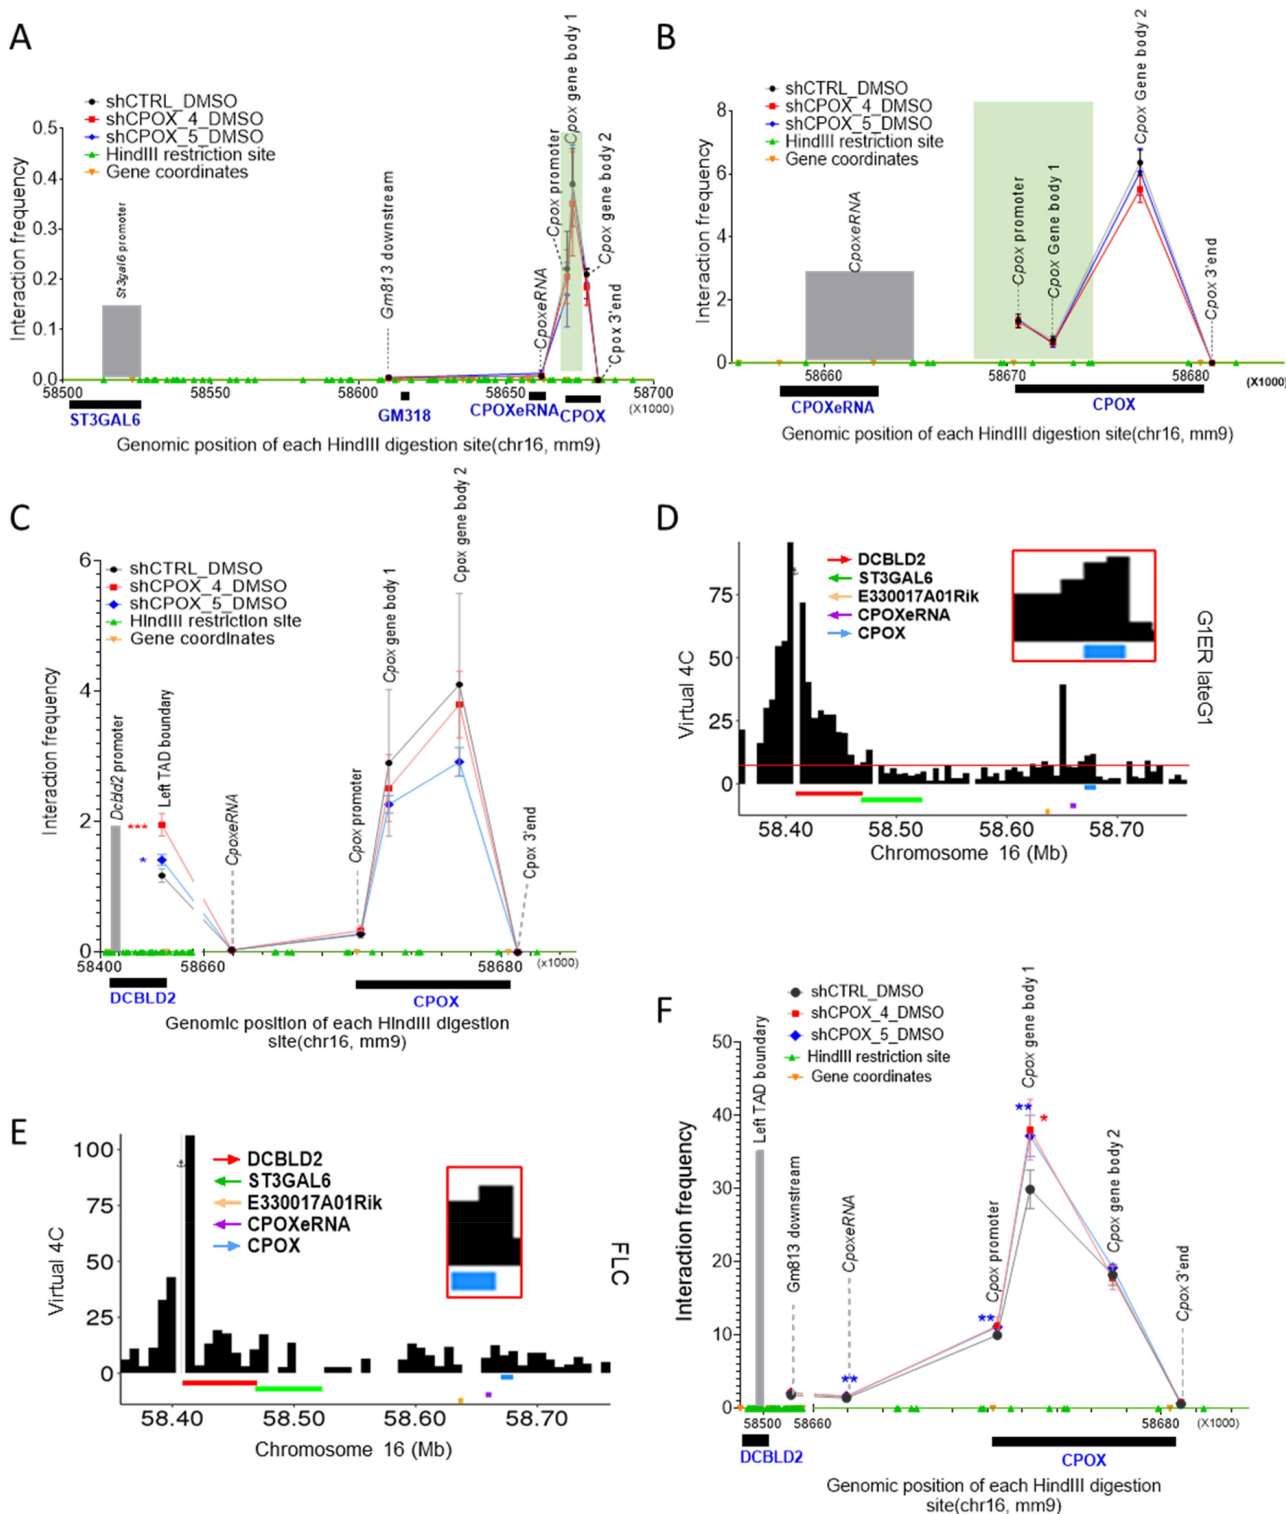 A
shCTRL_DMSO
shCPOX_4_DMSO
shCPOX_5_DMSO
HindIII restriction site
Gene coordinates
Interaction frequency
0.5
0.4
0.3
0.2
0.1
0.0
St3gal6 promoter
Gm813 downstream
CpoxeRNA
Cpox promoter
Cpox gene body 1
Cpox gene body 2
Cpox 3'end
58500
58550
58600
58650
58700
(X1000)
ST3GAL6
GM318
CPOXeRNA
CPOX
Genomic position of each HindIII digestion site(chr16, mm9)
B
shCTRL_DMSO
shCPOX_4_DMSO
shCPOX_5_DMSO
HindIII restriction site
Gene coordinates
Interaction frequency
8
6
4
2
0
CpoxeRNA
Cpox promoter
Cpox Gene body 1
Cpox Gene body 2
Cpox 3'end
58660
58670
58680
(X1000)
CPOXeRNA
CPOX
Genomic position of each HindIII digestion site(chr16, mm9)
C
shCTRL_DMSO
shCPOX_4_DMSO
shCPOX_5_DMSO
HindIII restriction site
Gene coordinates
Interaction frequency
6
4
2
0
Dcbld2 promoter
Left TAD boundary
***
*
CpoxeRNA
Cpox promoter
Cpox gene body 1
Cpox gene body 2
Cpox 3'end
58400
58660
58680
(x1000)
DCBLD2
CPOX
Genomic position of each HindIII digestion
site(chr16, mm9)
D
DCBLD2
ST3GAL6
E330017A01Rik
CPOXeRNA
CPOX
Virtual 4C
75
50
25
0
G1ER lateG1
58.40
58.50
58.60
58.70
Chromosome 16 (Mb)
E
DCBLD2
ST3GAL6
E330017A01Rik
CPOXeRNA
CPOX
Virtual 4C
100
75
50
25
0
FLC
58.40
58.50
58.60
58.70
Chromosome 16 (Mb)
F
shCTRL_DMSO
shCPOX_4_DMSO
shCPOX_5_DMSO
HindIII restriction site
Gene coordinates
Interaction frequency
50
40
30
20
10
0
Left TAD boundary
Gm813 downstream
CpoxeRNA
**
Cpox promoter
**
Cpox gene body 1
**
*
Cpox gene body 2
Cpox 3'end
58500
58660
58680
(X1000)
DCBLD2
CPOX
Genomic position of each HindIII digestion
site(chr16, mm9)